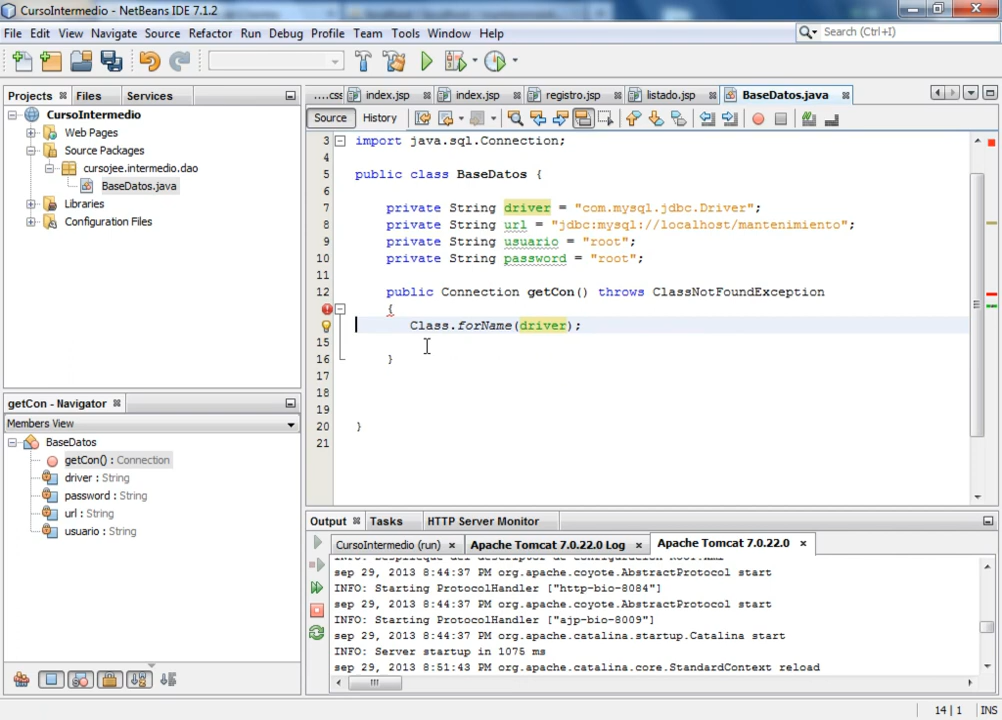 CursoIntermedio - NetBeans IDE 7.1.2
File Edit View Navigate Source Refactor Run Debug Profile Team Tools Window Help
Search (Ctrl+I)
Projects Files Services
CursoIntermedio
Web Pages
Source Packages
cursojee.intermedio.dao
BaseDatos.java
Libraries
Configuration Files
getCon - Navigator
Members View
BaseDatos
getCon() : Connection
driver : String
password : String
url : String
usuario : String
....css index.jsp index.jsp registro.jsp listado.jsp BaseDatos.java
Source History
3 import java.sql.Connection;
4
5 public class BaseDatos {
6
7 private String driver = "com.mysql.jdbc.Driver";
8 private String url = "jdbc:mysql://localhost/mantenimiento";
9 private String usuario = "root";
10 private String password = "root";
11
12 public Connection getCon() throws ClassNotFoundException
{
Class.forName(driver);
15
16 }
17
18
19
20 }
21
Output Tasks HTTP Server Monitor
CursoIntermedio (run) Apache Tomcat 7.0.22.0 Log Apache Tomcat 7.0.22.0
sep 29, 2013 8:44:37 PM org.apache.coyote.AbstractProtocol start
INFO: Starting ProtocolHandler ["http-bio-8084"]
sep 29, 2013 8:44:37 PM org.apache.coyote.AbstractProtocol start
INFO: Starting ProtocolHandler ["ajp-bio-8009"]
sep 29, 2013 8:44:37 PM org.apache.catalina.startup.Catalina start
INFO: Server startup in 1075 ms
sep 29, 2013 8:51:43 PM org.apache.catalina.core.StandardContext reload
14 | 1 INS